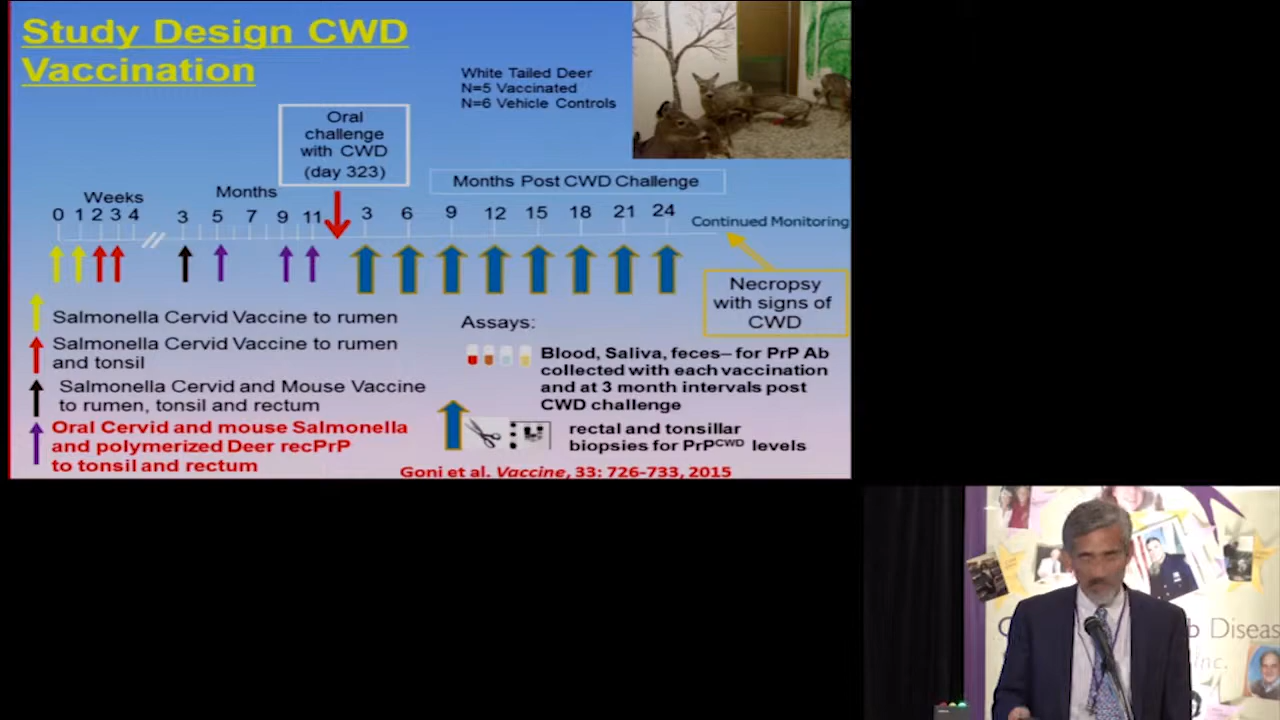 Study Design CWD
Vaccination
White Tailed Deer
N=5 Vaccinated
N=6 Vehicle Controls
Oral
challenge
with CWD
(day 323)
Months Post CWD Challenge
Weeks
Months
0 1 2 3 4 3 5 7 9 11 3 6 9 12 15 18 21 24
Continued Monitoring
Necropsy
with signs of
CWD
Salmonella Cervid Vaccine to rumen
Salmonella Cervid Vaccine to rumen
and tonsil
Salmonella Cervid and Mouse Vaccine
to rumen, tonsil and rectum
Oral Cervid and mouse Salmonella
and polymerized Deer recPrP
to tonsil and rectum
Assays:
Blood, Saliva, feces– for PrP Ab
collected with each vaccination
and at 3 month intervals post
CWD challenge
rectal and tonsillar
biopsies for PrPCWD levels
Goni et al. Vaccine, 33: 726-733, 2015
b Diseas
Inc.